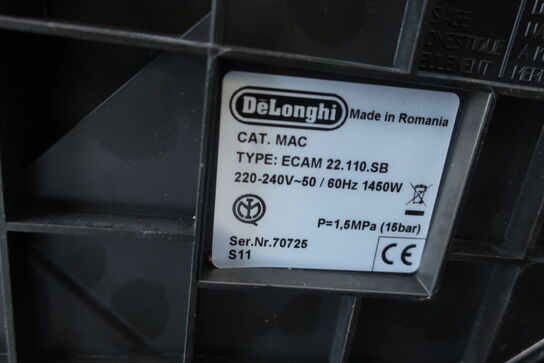 DeLonghi Made in Romania
CAT. MAC
TYPE: ECAM 22.110.SB
220-240V~50 / 60Hz 1450W
P=1,5MPa (15bar)
Ser.Nr.70725
S11
CE